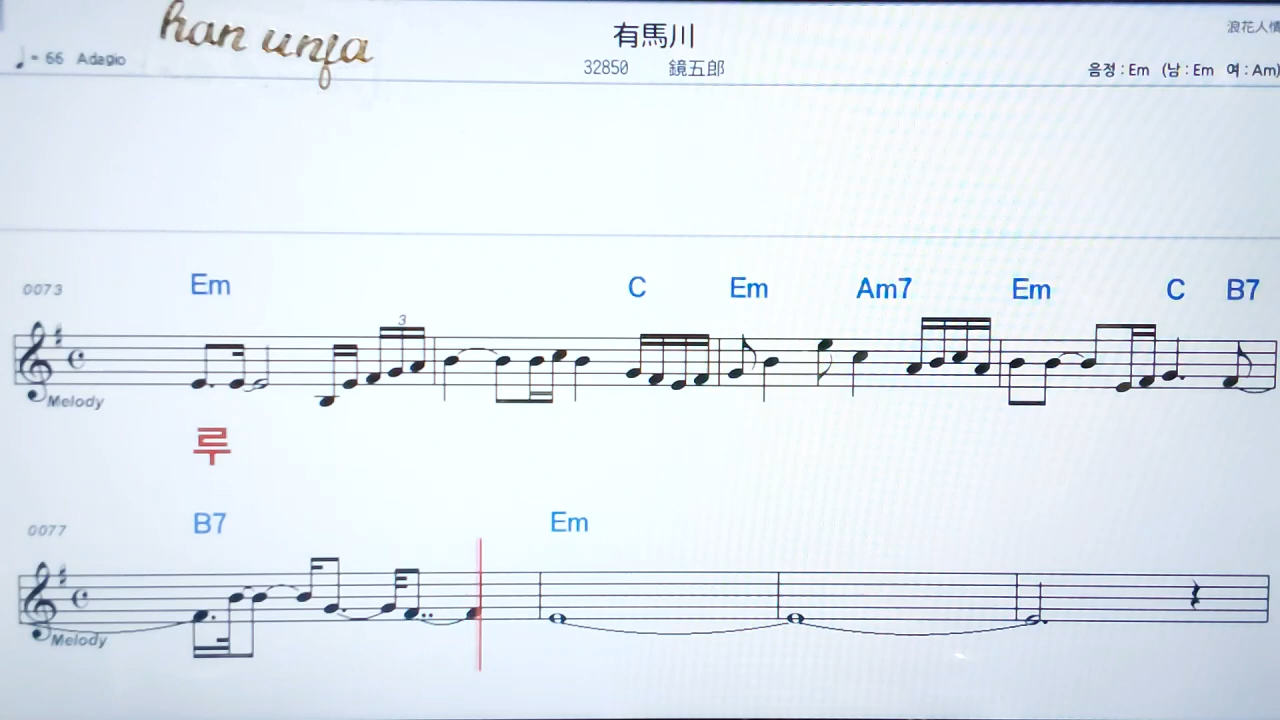 han unfa
有馬川
浪花人情
♩= 66 Adagio
32850 鏡五郎
음정 : Em (남 : Em 여 : Am)
0073 Em C Em Am7 Em C B7
3
Melody
루
0077 B7 Em
Melody